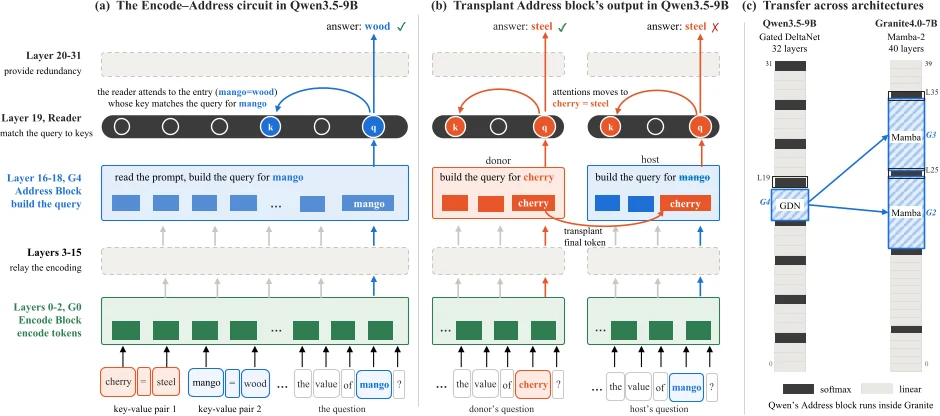 (a) The Encode–Address circuit in Qwen3.5-9B
answer: wood ✓
Layer 20-31
provide redundancy
the reader attends to the entry (mango=wood)
whose key matches the query for mango
Layer 19, Reader
match the query to keys
k
q
Layer 16-18, G4
Address Block
build the query
read the prompt, build the query for mango
...
mango
Layers 3-15
relay the encoding
Layers 0-2, G0
Encode Block
encode tokens
...
cherry = steel
mango = wood
...
the value of mango ?
key-value pair 1
key-value pair 2
the question
(b) Transplant Address block's output in Qwen3.5-9B
answer: steel ✓
answer: steel ✗
attentions moves to
cherry = steel
k
q
k
q
donor
host
build the query for cherry
build the query for mango
cherry
cherry
transplant
final token
...
...
... the value of cherry ?
... the value of mango ?
donor's question
host's question
(c) Transfer across architectures
Qwen3.5-9B
Granite4.0-7B
Gated DeltaNet
Mamba-2
32 layers
40 layers
31
39
L35
Mamba
G3
L19
L25
G4
GDN
Mamba
G2
0
0
softmax
linear
Qwen's Address block runs inside Granite